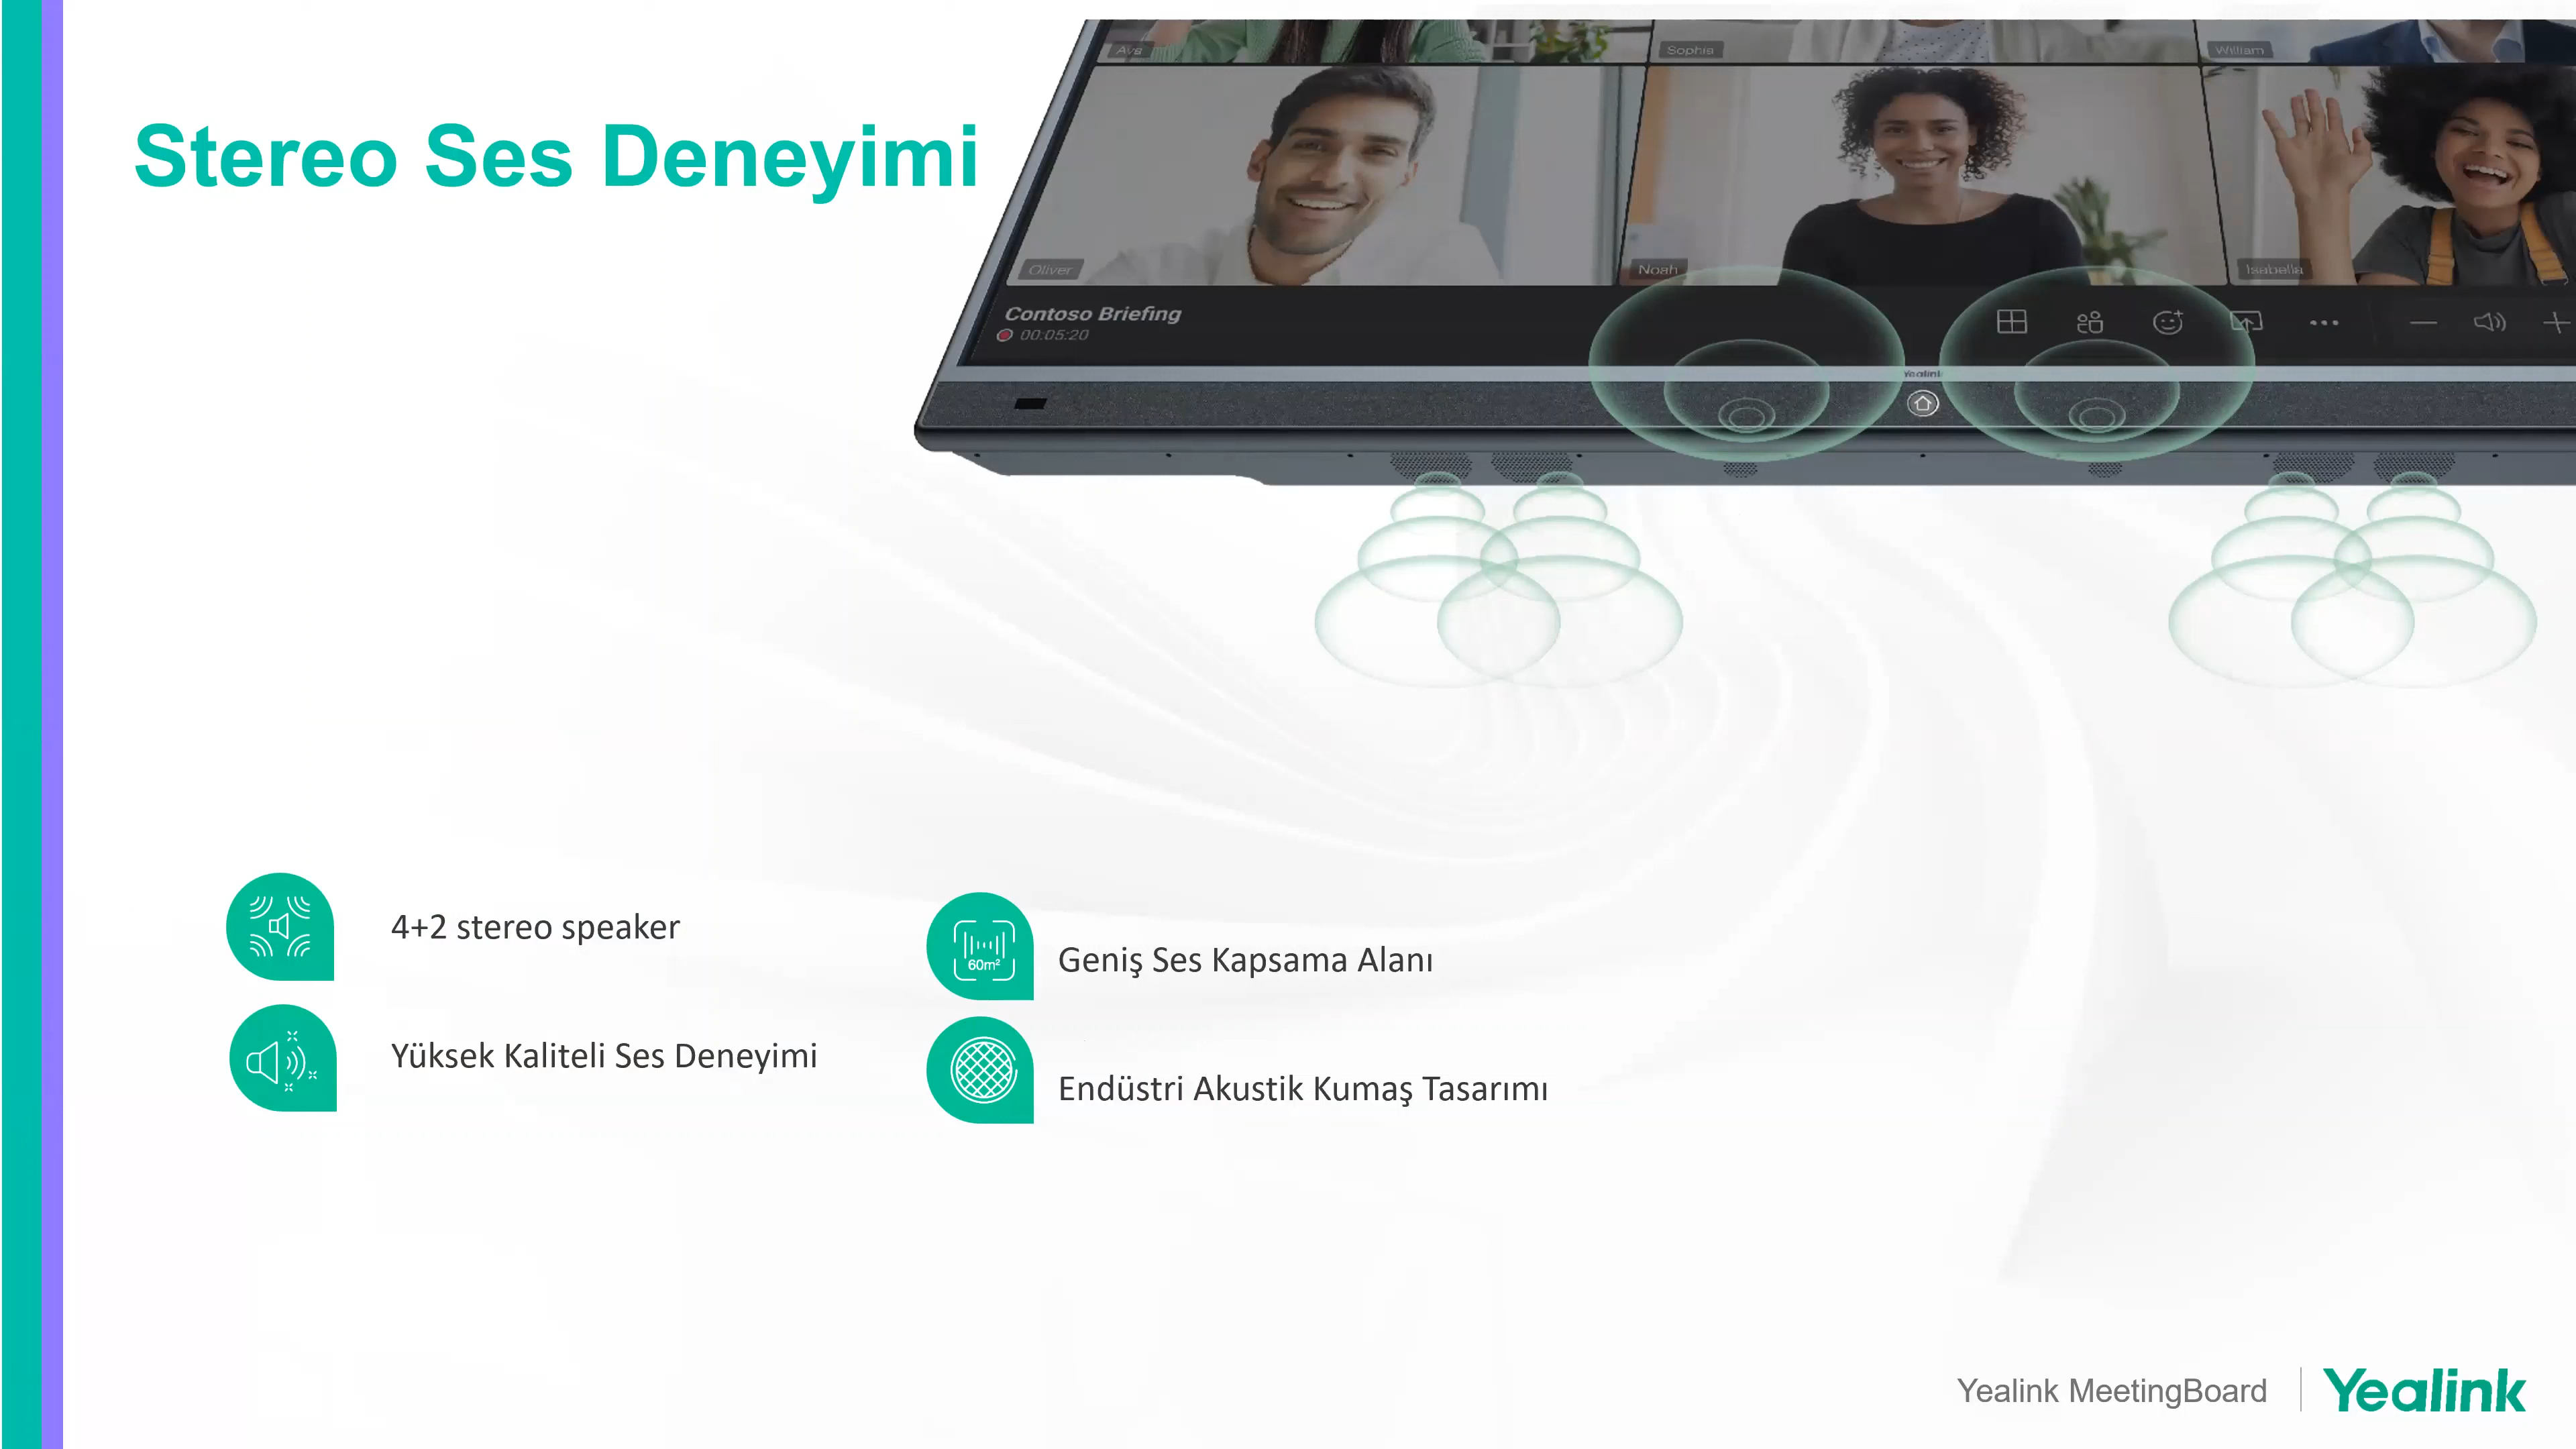 Stereo Ses Deneyimi
Ava
Sophia
William
Oliver
Noah
Isabella
Contoso Briefing
00:05:20
Yealink
4+2 stereo speaker
Yüksek Kaliteli Ses Deneyimi
60m²
Geniş Ses Kapsama Alanı
Endüstri Akustik Kumaş Tasarımı
Yealink MeetingBoard
Yealink